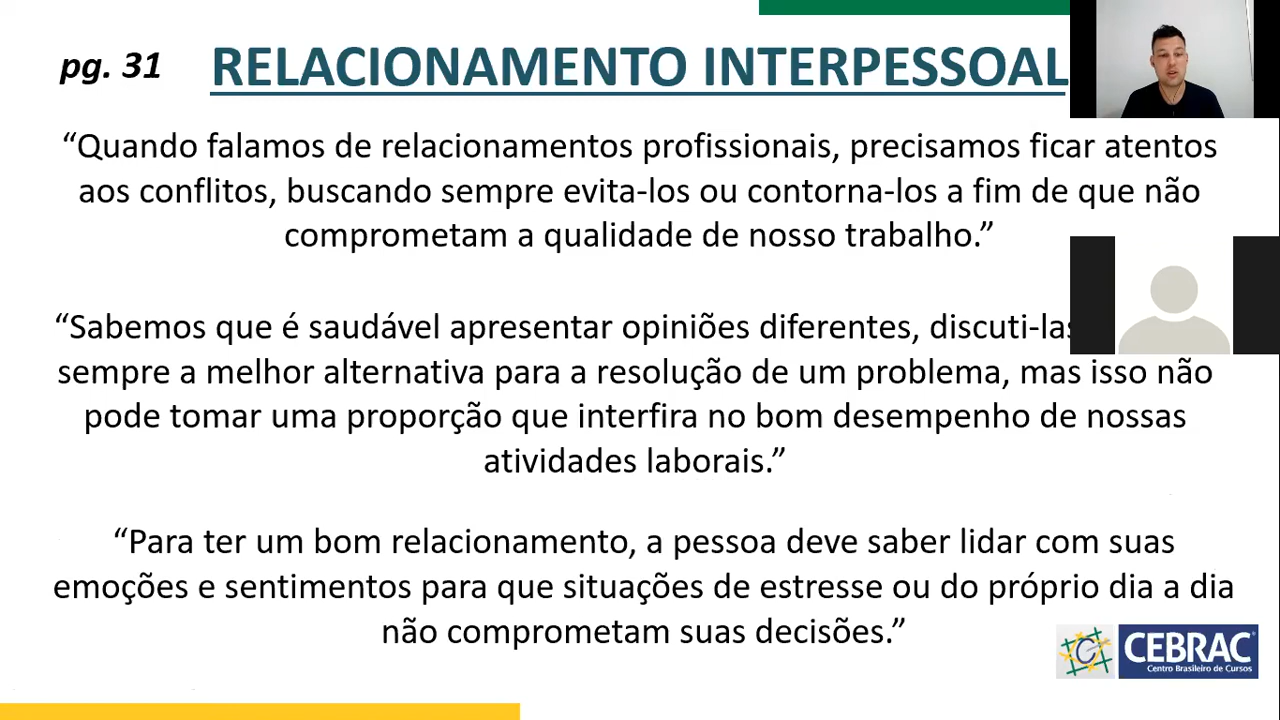 pg. 31
RELACIONAMENTO INTERPESSOAL
“Quando falamos de relacionamentos profissionais, precisamos ficar atentos
aos conflitos, buscando sempre evita-los ou contorna-los a fim de que não
comprometam a qualidade de nosso trabalho.”
“Sabemos que é saudável apresentar opiniões diferentes, discuti-las
sempre a melhor alternativa para a resolução de um problema, mas isso não
pode tomar uma proporção que interfira no bom desempenho de nossas
atividades laborais.”
“Para ter um bom relacionamento, a pessoa deve saber lidar com suas
emoções e sentimentos para que situações de estresse ou do próprio dia a dia
não comprometam suas decisões.”
CEBRAC
Centro Brasileiro de Cursos